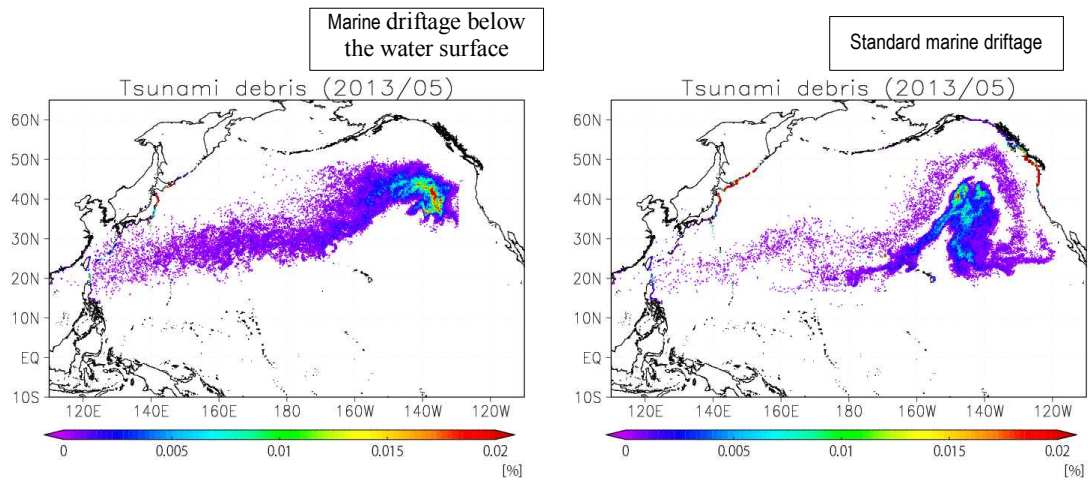 Marine driftage below
the water surface
Standard marine driftage
Tsunami debris (2013/05)
60N
50N
40N
30N
20N
10N
EQ
10S
120E 140E 160E 180 160W 140W 120W
0 0.005 0.01 0.015 0.02
[%]
Tsunami debris (2013/05)
60N
50N
40N
30N
20N
10N
EQ
10S
120E 140E 160E 180 160W 140W 120W
0 0.005 0.01 0.015 0.02
[%]